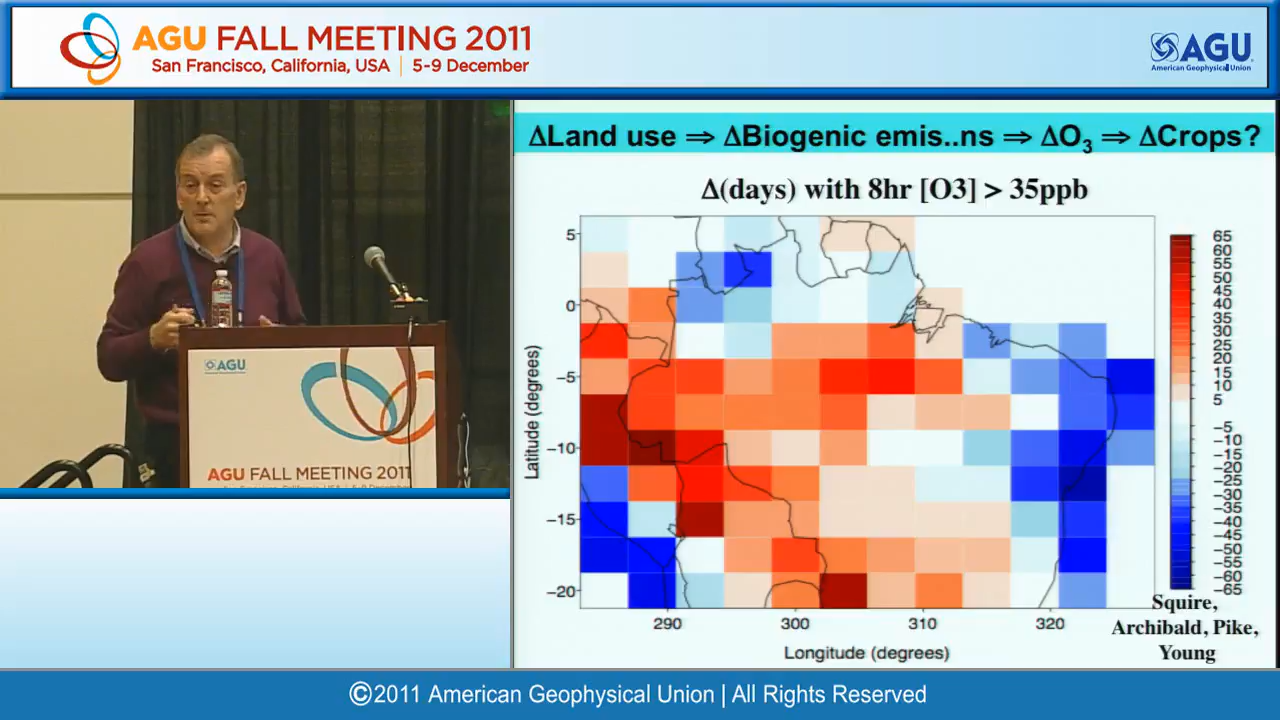 AGU FALL MEETING 2011
San Francisco, California, USA | 5-9 December
AGU
American Geophysical Union
ΔLand use ⇒ ΔBiogenic emis..ns ⇒ ΔO₃ ⇒ ΔCrops?
Δ(days) with 8hr [O3] > 35ppb
5
0
−5
−10
−15
−20
Latitude (degrees)
290
300
310
320
Longitude (degrees)
65
60
55
50
45
40
35
30
25
20
15
10
5
−5
−10
−15
−20
−25
−30
−35
−40
−45
−50
−55
−60
−65
Squire,
Archibald, Pike,
Young
AGU
AGU FALL MEETING 2011
©2011 American Geophysical Union | All Rights Reserved